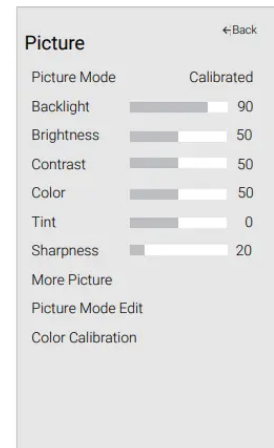 ←Back
Picture
Picture Mode Calibrated
Backlight 90
Brightness 50
Contrast 50
Color 50
Tint 0
Sharpness 20
More Picture
Picture Mode Edit
Color Calibration